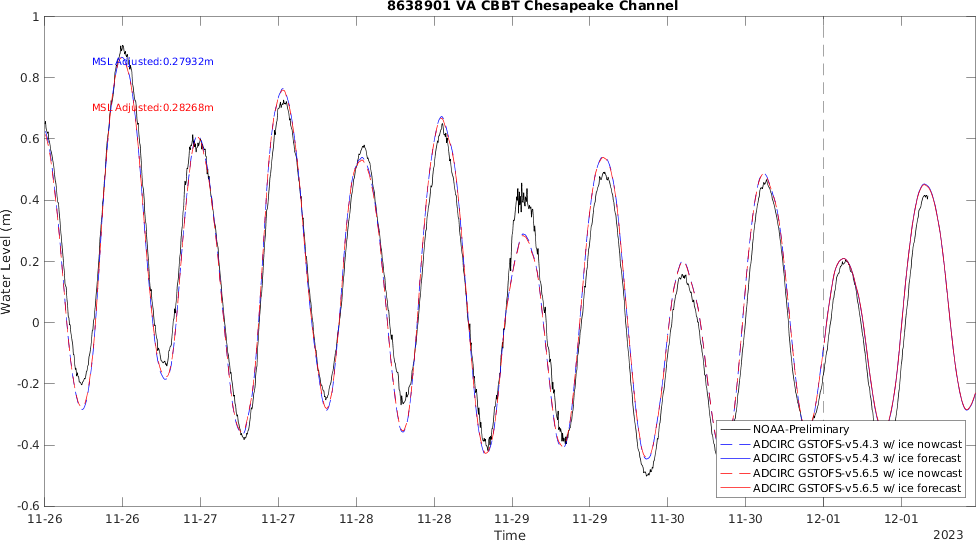 8638901 VA CBBT Chesapeake Channel
MSL Adjusted:0.27932m
MSL Adjusted:0.28268m
Water Level (m)
1
0.8
0.6
0.4
0.2
0
-0.2
-0.4
-0.6
NOAA-Preliminary
ADCIRC GSTOFS-v5.4.3 w/ ice nowcast
ADCIRC GSTOFS-v5.4.3 w/ ice forecast
ADCIRC GSTOFS-v5.6.5 w/ ice nowcast
ADCIRC GSTOFS-v5.6.5 w/ ice forecast
11-26 11-26 11-27 11-27 11-28 11-28 11-29 11-29 11-30 11-30 12-01 12-01
Time
2023